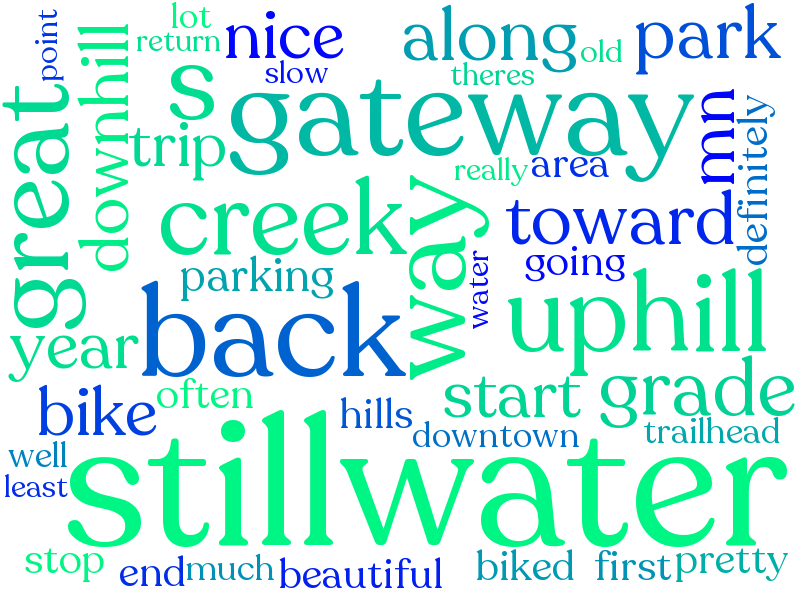 lot
return
nice
slow
along
old
park
point
theres
s
downhill
great
gateway
mn
definitely
trip
really
area
creek
way
toward
going
water
parking
back
uphill
year
often
bike
hills
start
grade
downtown
trailhead
well
least
stillwater
stop
end
much
beautiful
biked
first
pretty